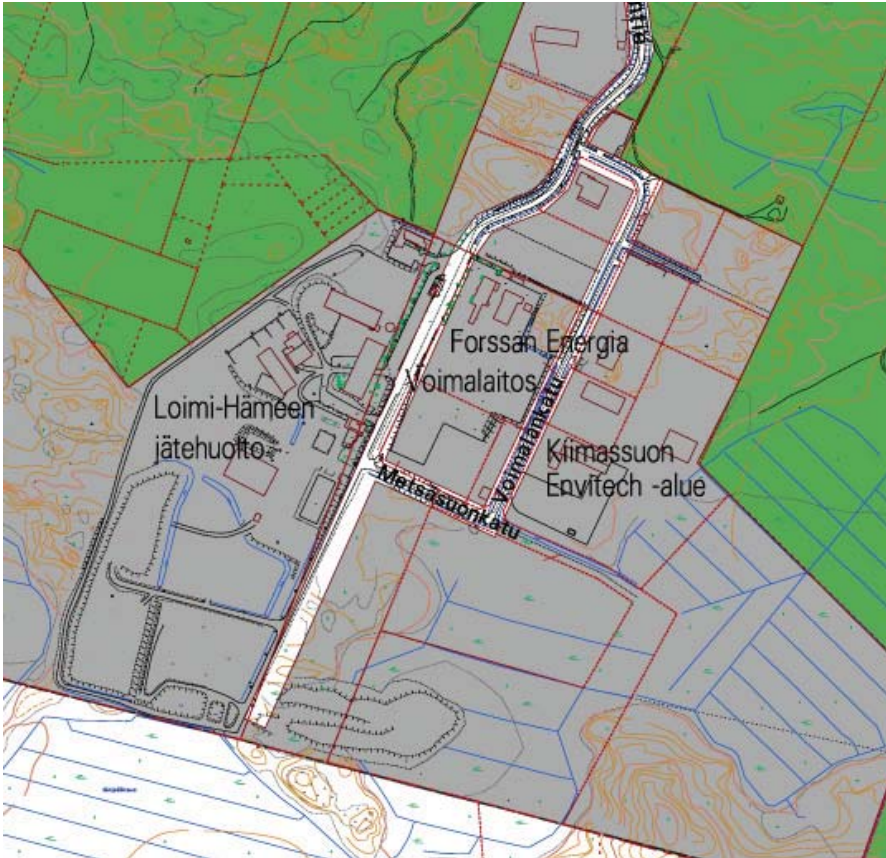 Forssan Energia
Voimalaitos
Loimi-Hämeen
jätehuolto
Kiimassuon
Envitech -alue
Voimalankatu
Metsäsuonkatu